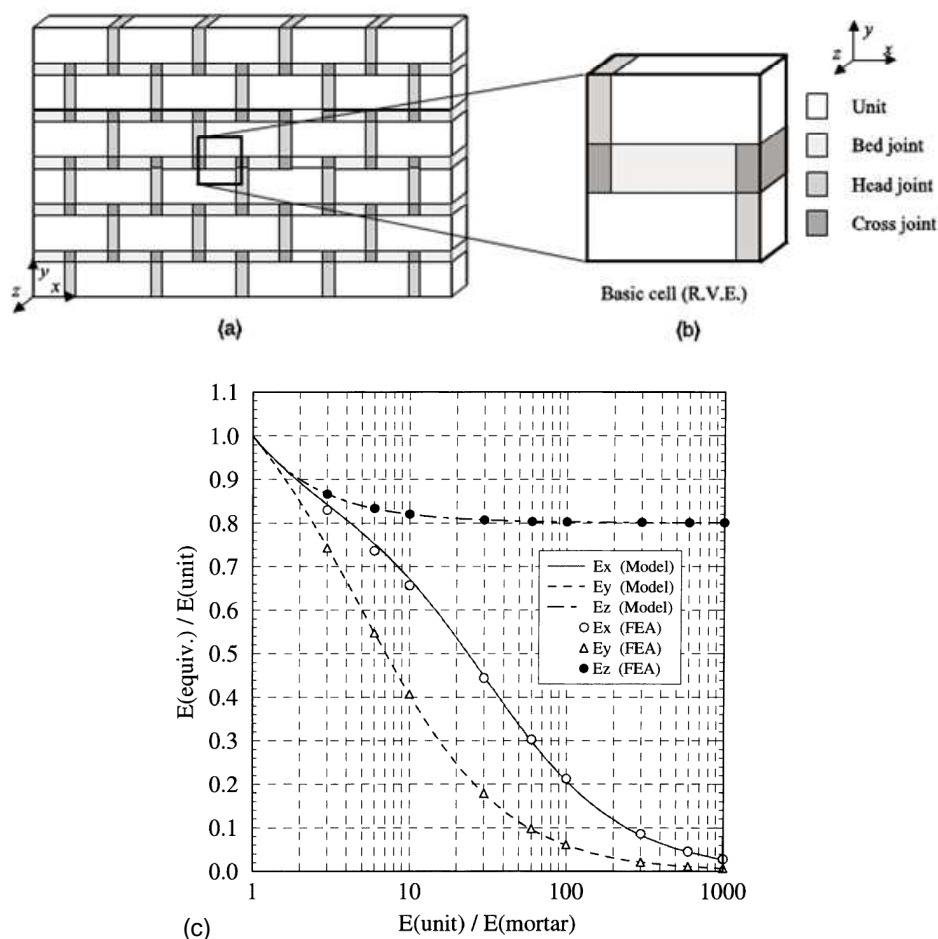 y
z
x
Unit
Bed joint
Head joint
Cross joint
y
z
x
Basic cell (R.V.E.)
(a)
(b)
1.1
1.0
0.9
0.8
0.7
0.6
0.5
0.4
0.3
0.2
0.1
0.0
E(equiv.) / E(unit)
Ex (Model)
Ey (Model)
Ez (Model)
Ex (FEA)
Ey (FEA)
Ez (FEA)
1
10
100
1000
E(unit) / E(mortar)
(c)